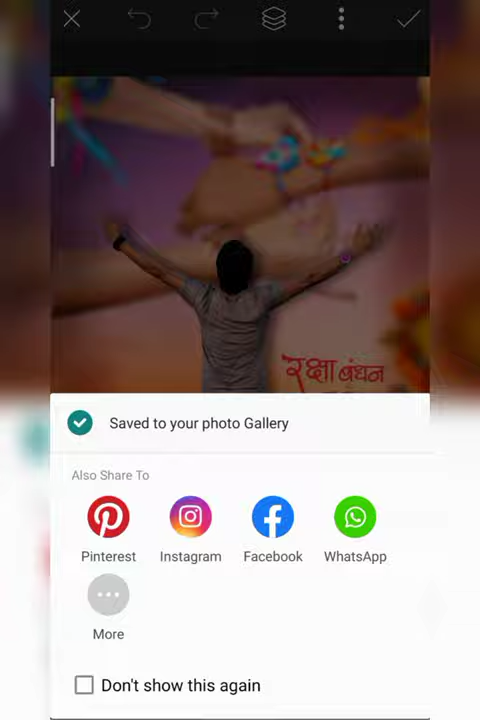 रक्षा बंधन
Saved to your photo Gallery
Also Share To
Pinterest Instagram Facebook WhatsApp
More
Don't show this again